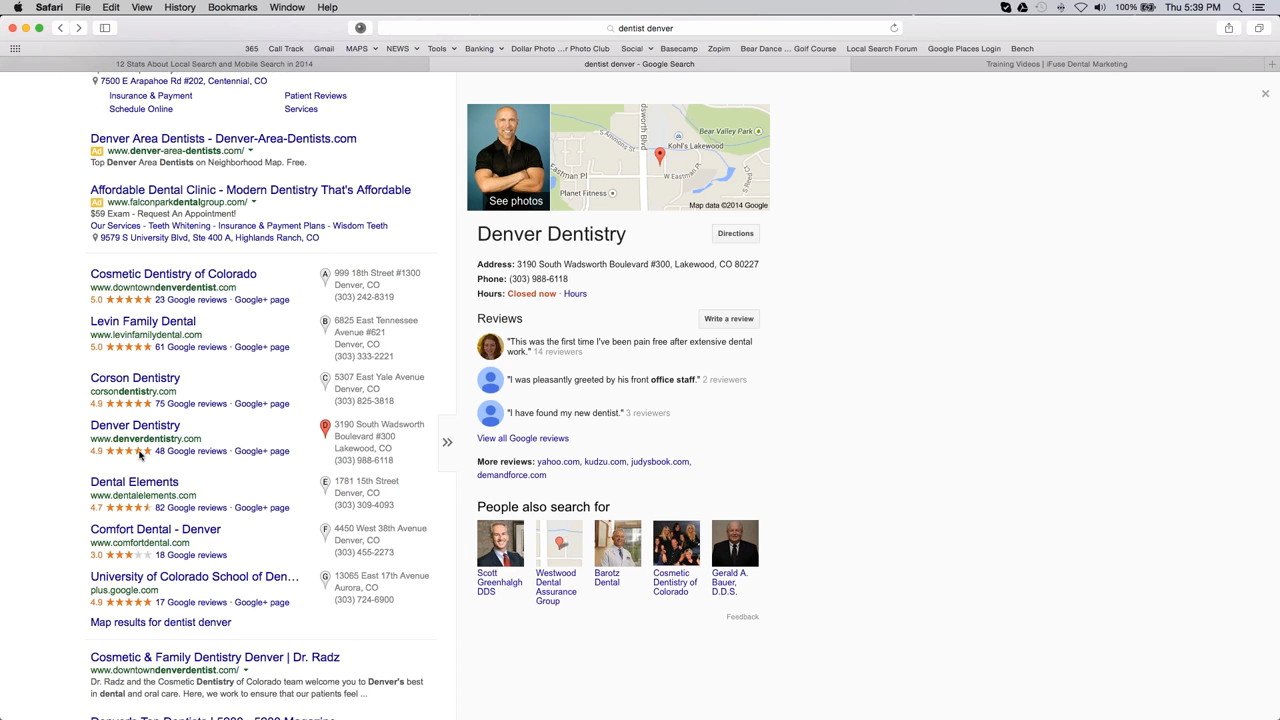 Safari File Edit View History Bookmarks Window Help
100% Thu 5:39 PM
dentist denver
365 Call Track Gmail MAPS NEWS Tools Banking Dollar Photo ...r Photo Club Social Basecamp Zopim Bear Dance ... Golf Course Local Search Forum Google Places Login Bench
12 Stats About Local Search and Mobile Search in 2014
dentist denver - Google Search
Training Videos | iFuse Dental Marketing
7500 E Arapahoe Rd #202, Centennial, CO
Insurance & Payment Patient Reviews
Schedule Online Services
Denver Area Dentists - Denver-Area-Dentists.com
Ad www.denver-area-dentists.com/
Top Denver Area Dentists on Neighborhood Map. Free.
Affordable Dental Clinic - Modern Dentistry That's Affordable
Ad www.falconparkdentalgroup.com/
$59 Exam - Request An Appointment!
Our Services - Teeth Whitening - Insurance & Payment Plans - Wisdom Teeth
9579 S University Blvd, Ste 400 A, Highlands Ranch, CO
Cosmetic Dentistry of Colorado
www.downtowndenverdentist.com
5.0 23 Google reviews · Google+ page
A 999 18th Street #1300
Denver, CO
(303) 242-8319
Levin Family Dental
www.levinfamilydental.com
5.0 61 Google reviews · Google+ page
B 6825 East Tennessee
Avenue #621
Denver, CO
(303) 333-2221
Corson Dentistry
corsondentistry.com
4.9 75 Google reviews · Google+ page
C 5307 East Yale Avenue
Denver, CO
(303) 825-3818
Denver Dentistry
www.denverdentistry.com
4.9 48 Google reviews · Google+ page
D 3190 South Wadsworth
Boulevard #300
Lakewood, CO
(303) 988-6118
Dental Elements
www.dentalelements.com
4.7 82 Google reviews · Google+ page
E 1781 15th Street
Denver, CO
(303) 309-4093
Comfort Dental - Denver
www.comfortdental.com
3.0 18 Google reviews
F 4450 West 38th Avenue
Denver, CO
(303) 455-2273
University of Colorado School of Den...
plus.google.com
4.9 17 Google reviews · Google+ page
G 13065 East 17th Avenue
Aurora, CO
(303) 724-6900
Map results for dentist denver
Cosmetic & Family Dentistry Denver | Dr. Radz
www.downtowndenverdentist.com/
Dr. Radz and the Cosmetic Dentistry of Colorado team welcome you to Denver's best
in dental and oral care. Here, we work to ensure that our patients feel ...
See photos
S Ammons St
dsworth Blvd
Bear Valley Park
Kohl's Lakewood
Eastman Pl
W Eastman Pl
Planet Fitness
S Reed
Map data ©2014 Google
Denver Dentistry
Directions
Address: 3190 South Wadsworth Boulevard #300, Lakewood, CO 80227
Phone: (303) 988-6118
Hours: Closed now · Hours
Reviews
Write a review
"This was the first time I've been pain free after extensive dental
work." 14 reviewers
"I was pleasantly greeted by his front office staff." 2 reviewers
"I have found my new dentist." 3 reviewers
View all Google reviews
More reviews: yahoo.com, kudzu.com, judysbook.com,
demandforce.com
People also search for
Scott
Greenhalgh
DDS
Westwood
Dental
Assurance
Group
Barotz
Dental
Cosmetic
Dentistry of
Colorado
Gerald A.
Bauer,
D.D.S.
Feedback